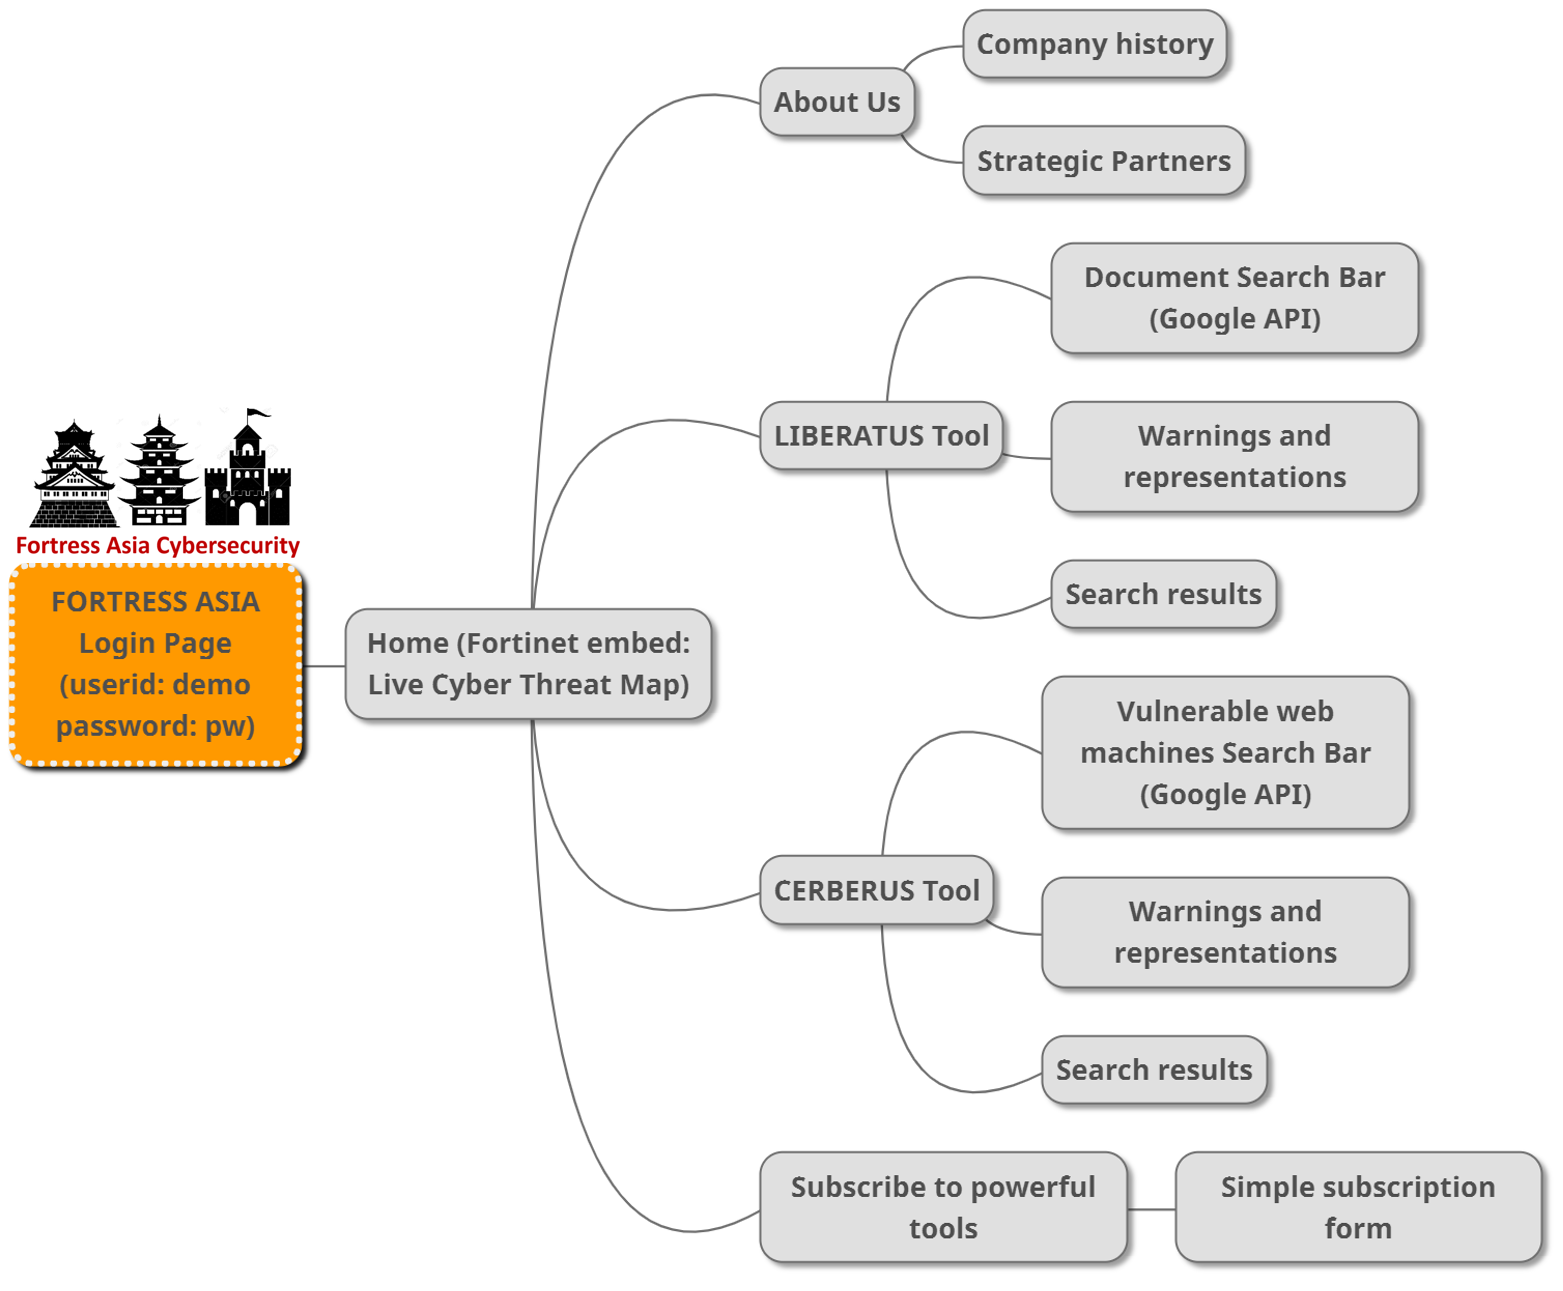 Company history
About Us
Strategic Partners
Document Search Bar
(Google API)
LIBERATUS Tool
Warnings and
representations
Search results
Fortress Asia Cybersecurity
FORTRESS ASIA
Login Page
(userid: demo
password: pw)
Home (Fortinet embed:
Live Cyber Threat Map)
Vulnerable web
machines Search Bar
(Google API)
CERBERUS Tool
Warnings and
representations
Search results
Subscribe to powerful
tools
Simple subscription
form